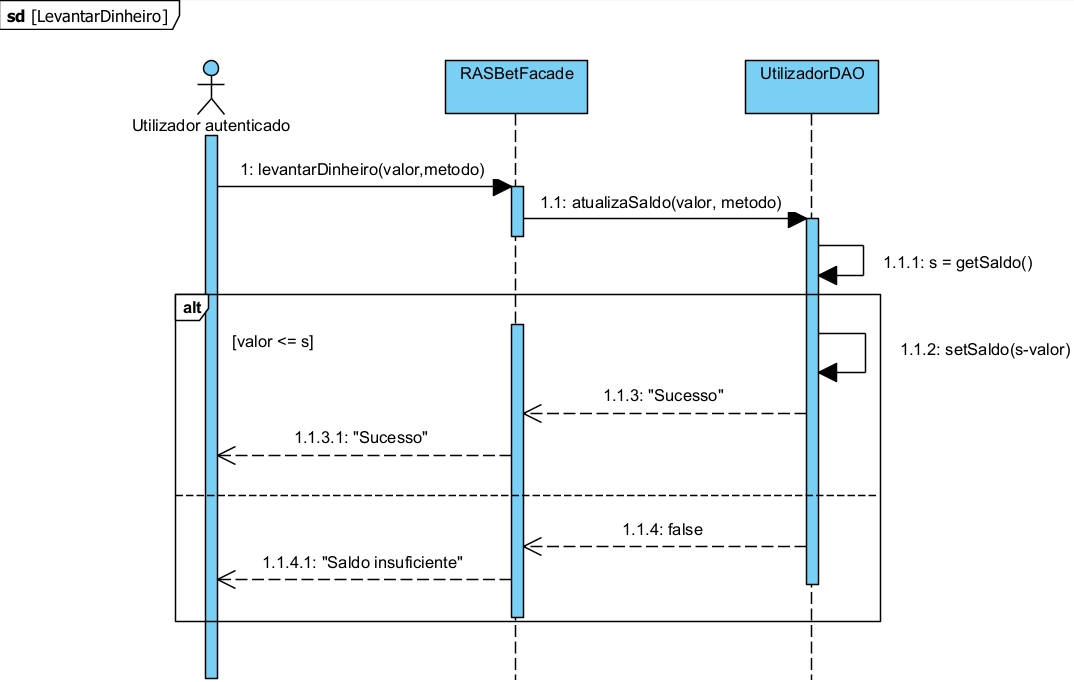 sd [LevantarDinheiro]
RASBetFacade
UtilizadorDAO
Utilizador autenticado
1: levantarDinheiro(valor,metodo)
1.1: atualizaSaldo(valor, metodo)
1.1.1: s = getSaldo()
alt
[valor <= s]
1.1.2: setSaldo(s-valor)
1.1.3: "Sucesso"
1.1.3.1: "Sucesso"
1.1.4: false
1.1.4.1: "Saldo insuficiente"